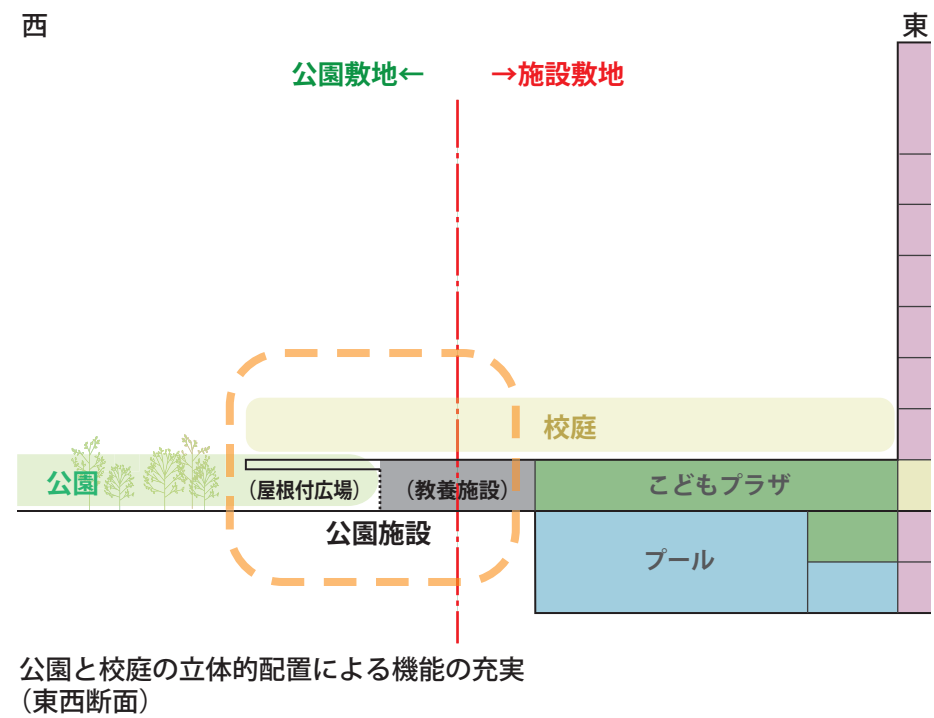 西
東
公園敷地←
→施設敷地
校庭
公園
（屋根付広場）
（教養施設）
こどもプラザ
公園施設
プール
公園と校庭の立体的配置による機能の充実
（東西断面）